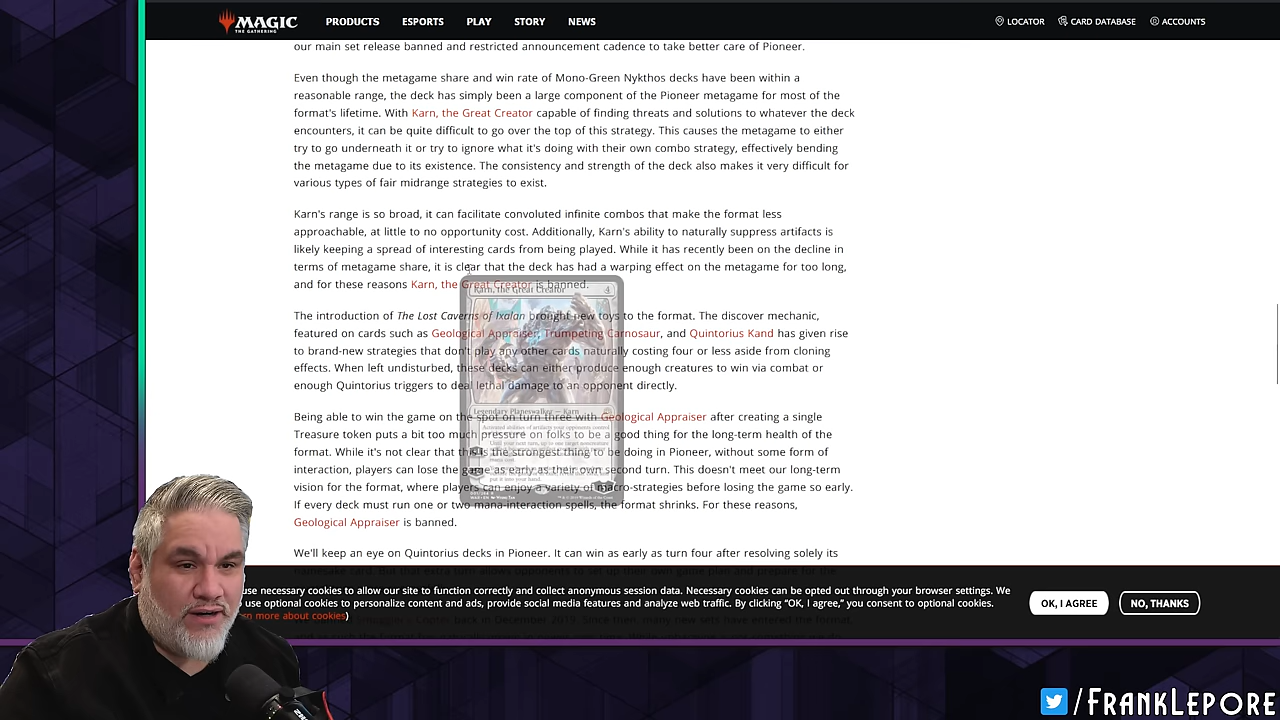 MAGIC
THE GATHERING
PRODUCTS
ESPORTS
PLAY
STORY
NEWS
LOCATOR
CARD DATABASE
ACCOUNTS
our main set release banned and restricted announcement cadence to take better care of Pioneer.
Even though the metagame share and win rate of Mono-Green Nykthos decks have been within a
reasonable range, the deck has simply been a large component of the Pioneer metagame for most of the
format's lifetime. With Karn, the Great Creator capable of finding threats and solutions to whatever the deck
encounters, it can be quite difficult to go over the top of this strategy. This causes the metagame to either
try to go underneath it or try to ignore what it's doing with their own combo strategy, effectively bending
the metagame due to its existence. The consistency and strength of the deck also makes it very difficult for
various types of fair midrange strategies to exist.
Karn's range is so broad, it can facilitate convoluted infinite combos that make the format less
approachable, at little to no opportunity cost. Additionally, Karn's ability to naturally suppress artifacts is
likely keeping a spread of interesting cards from being played. While it has recently been on the decline in
terms of metagame share, it is clear that the deck has had a warping effect on the metagame for too long,
and for these reasons Karn, the Great Creator is banned.
Karn, the Great Creator 4
The introduction of The Lost Caverns of Ixalan brought new toys to the format. The discover mechanic,
featured on cards such as Geological Appraiser, Trumpeting Carnosaur, and Quintorius Kand has given rise
to brand-new strategies that don't play any other cards naturally costing four or less aside from cloning
effects. When left undisturbed, these decks can either produce enough creatures to win via combat or
enough Quintorius triggers to deal lethal damage to an opponent directly.
Legendary Planeswalker — Karn
Being able to win the game on the spot on turn three with Geological Appraiser after creating a single
Treasure token puts a bit too much pressure on folks to be a good thing for the long-term health of the
format. While it's not clear that this is the strongest thing to be doing in Pioneer, without some form of
interaction, players can lose the game as early as their own second turn. This doesn't meet our long-term
vision for the format, where players can enjoy a variety of macro-strategies before losing the game so early.
If every deck must run one or two mana-interaction spells, the format shrinks. For these reasons,
Geological Appraiser is banned.
We'll keep an eye on Quintorius decks in Pioneer. It can win as early as turn four after resolving solely its
use necessary cookies to allow our site to function correctly and collect anonymous session data. Necessary cookies can be opted out through your browser settings. We
use optional cookies to personalize content and ads, provide social media features and analyze web traffic. By clicking "OK, I agree," you consent to optional cookies.
more about cookies)
OK, I AGREE
NO, THANKS
/FRANKLEPORE